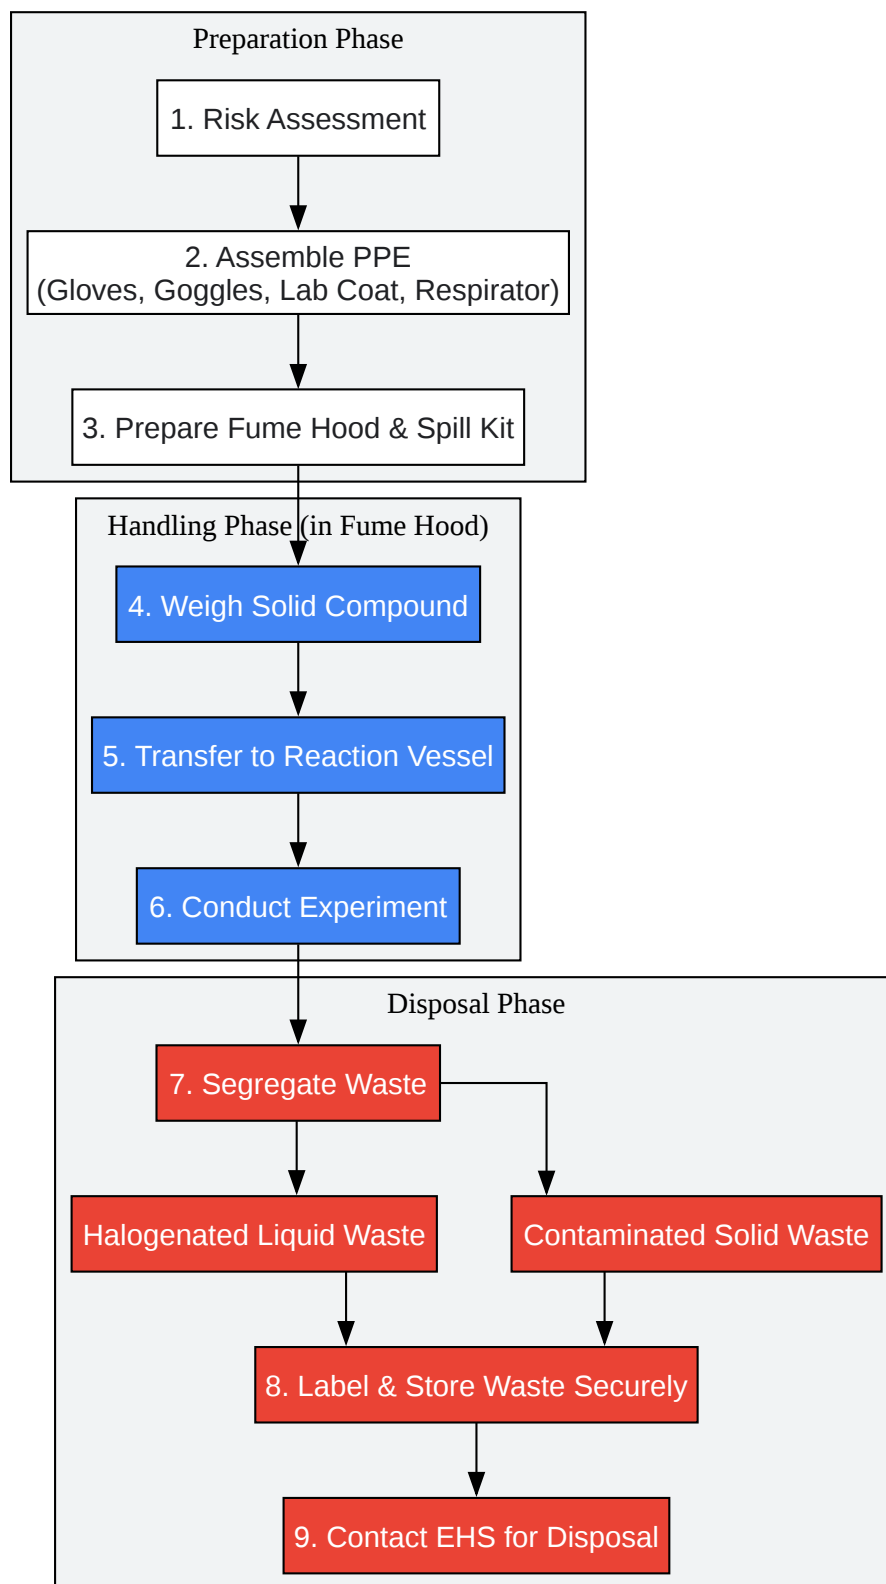 Preparation Phase
1. Risk Assessment
2. Assemble PPE
(Gloves, Goggles, Lab Coat, Respirator)
3. Prepare Fume Hood & Spill Kit
Handling Phase (in Fume Hood)
4. Weigh Solid Compound
5. Transfer to Reaction Vessel
6. Conduct Experiment
Disposal Phase
7. Segregate Waste
Halogenated Liquid Waste
Contaminated Solid Waste
8. Label & Store Waste Securely
9. Contact EHS for Disposal